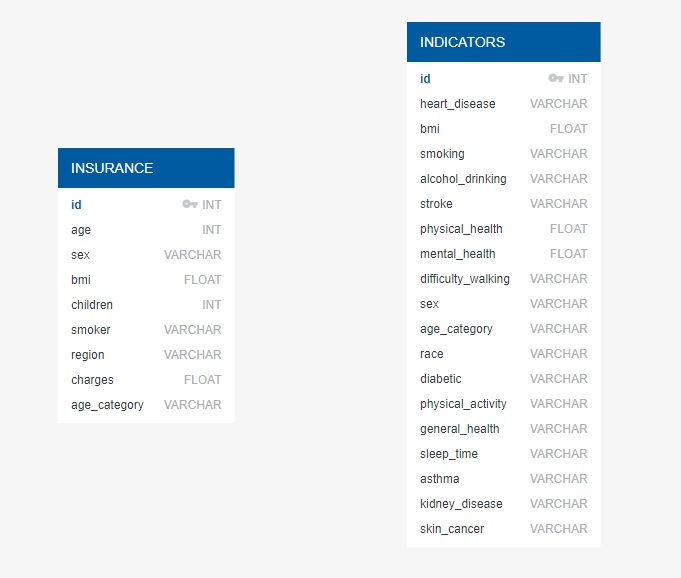 INSURANCE
id INT
age INT
sex VARCHAR
bmi FLOAT
children INT
smoker VARCHAR
region VARCHAR
charges FLOAT
age_category VARCHAR
INDICATORS
id INT
heart_disease VARCHAR
bmi FLOAT
smoking VARCHAR
alcohol_drinking VARCHAR
stroke VARCHAR
physical_health FLOAT
mental_health FLOAT
difficulty_walking VARCHAR
sex VARCHAR
age_category VARCHAR
race VARCHAR
diabetic VARCHAR
physical_activity VARCHAR
general_health VARCHAR
sleep_time VARCHAR
asthma VARCHAR
kidney_disease VARCHAR
skin_cancer VARCHAR